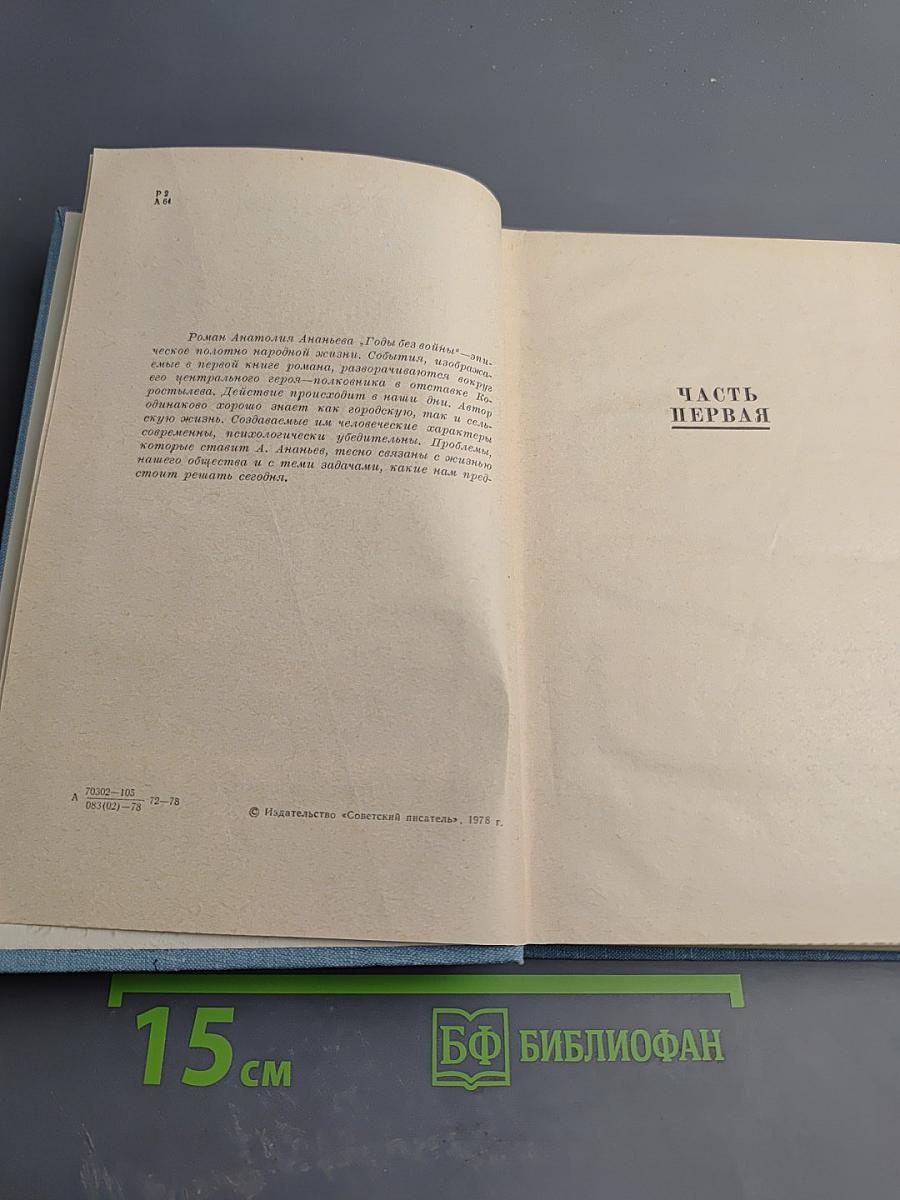 Р 2
А 64
Роман Анатолия Ананьева „Годы без войны“—эпи-
ческое полотно народной жизни. События, изобража-
емые в первой книге романа, разворачиваются вокруг
его центрального героя—полковника в отставке Ко-
ростылева. Действие происходит в наши дни. Автор
одинаково хорошо знает как городскую, так и сель-
скую жизнь. Создаваемые им человеческие характеры
современны, психологически убедительны. Проблемы,
которые ставит А. Ананьев, тесно связаны с жизнью
нашего общества и с теми задачами, какие нам пред-
стоит решать сегодня.
А 70302—105
083(02)—78 72—78
© Издательство «Советский писатель», 1978 г.
ЧАСТЬ
ПЕРВАЯ
15 см
БФ БИБЛИОФАН